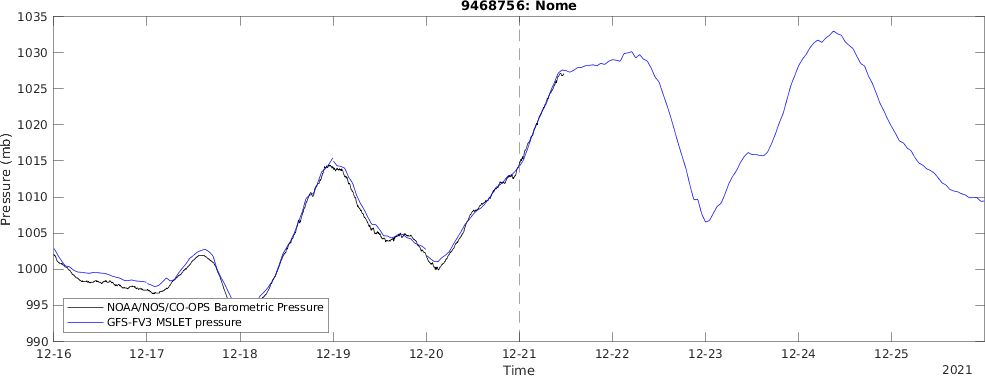 9468756: Nome
1035
1030
1025
1020
1015
1010
1005
1000
995
990
Pressure (mb)
NOAA/NOS/CO-OPS Barometric Pressure
GFS-FV3 MSLET pressure
12-16 12-17 12-18 12-19 12-20 12-21 12-22 12-23 12-24 12-25
Time
2021